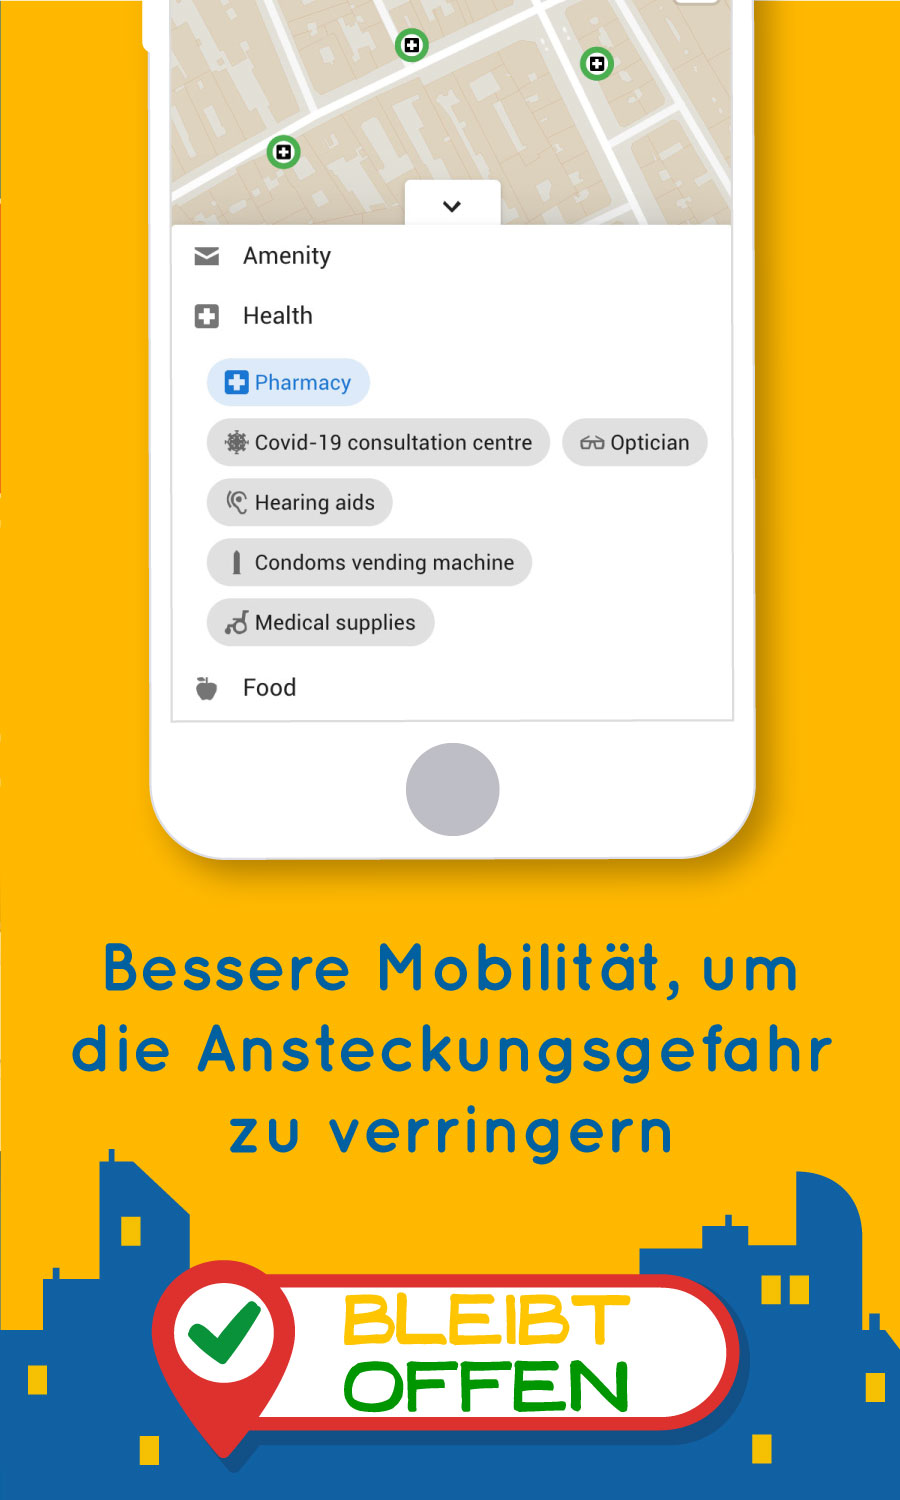 Amenity
Health
Pharmacy
Covid-19 consultation centre Optician
Hearing aids
Condoms vending machine
Medical supplies
Food
Bessere Mobilität, um
die Ansteckungsgefahr
zu verringern
BLEIBT
OFFEN